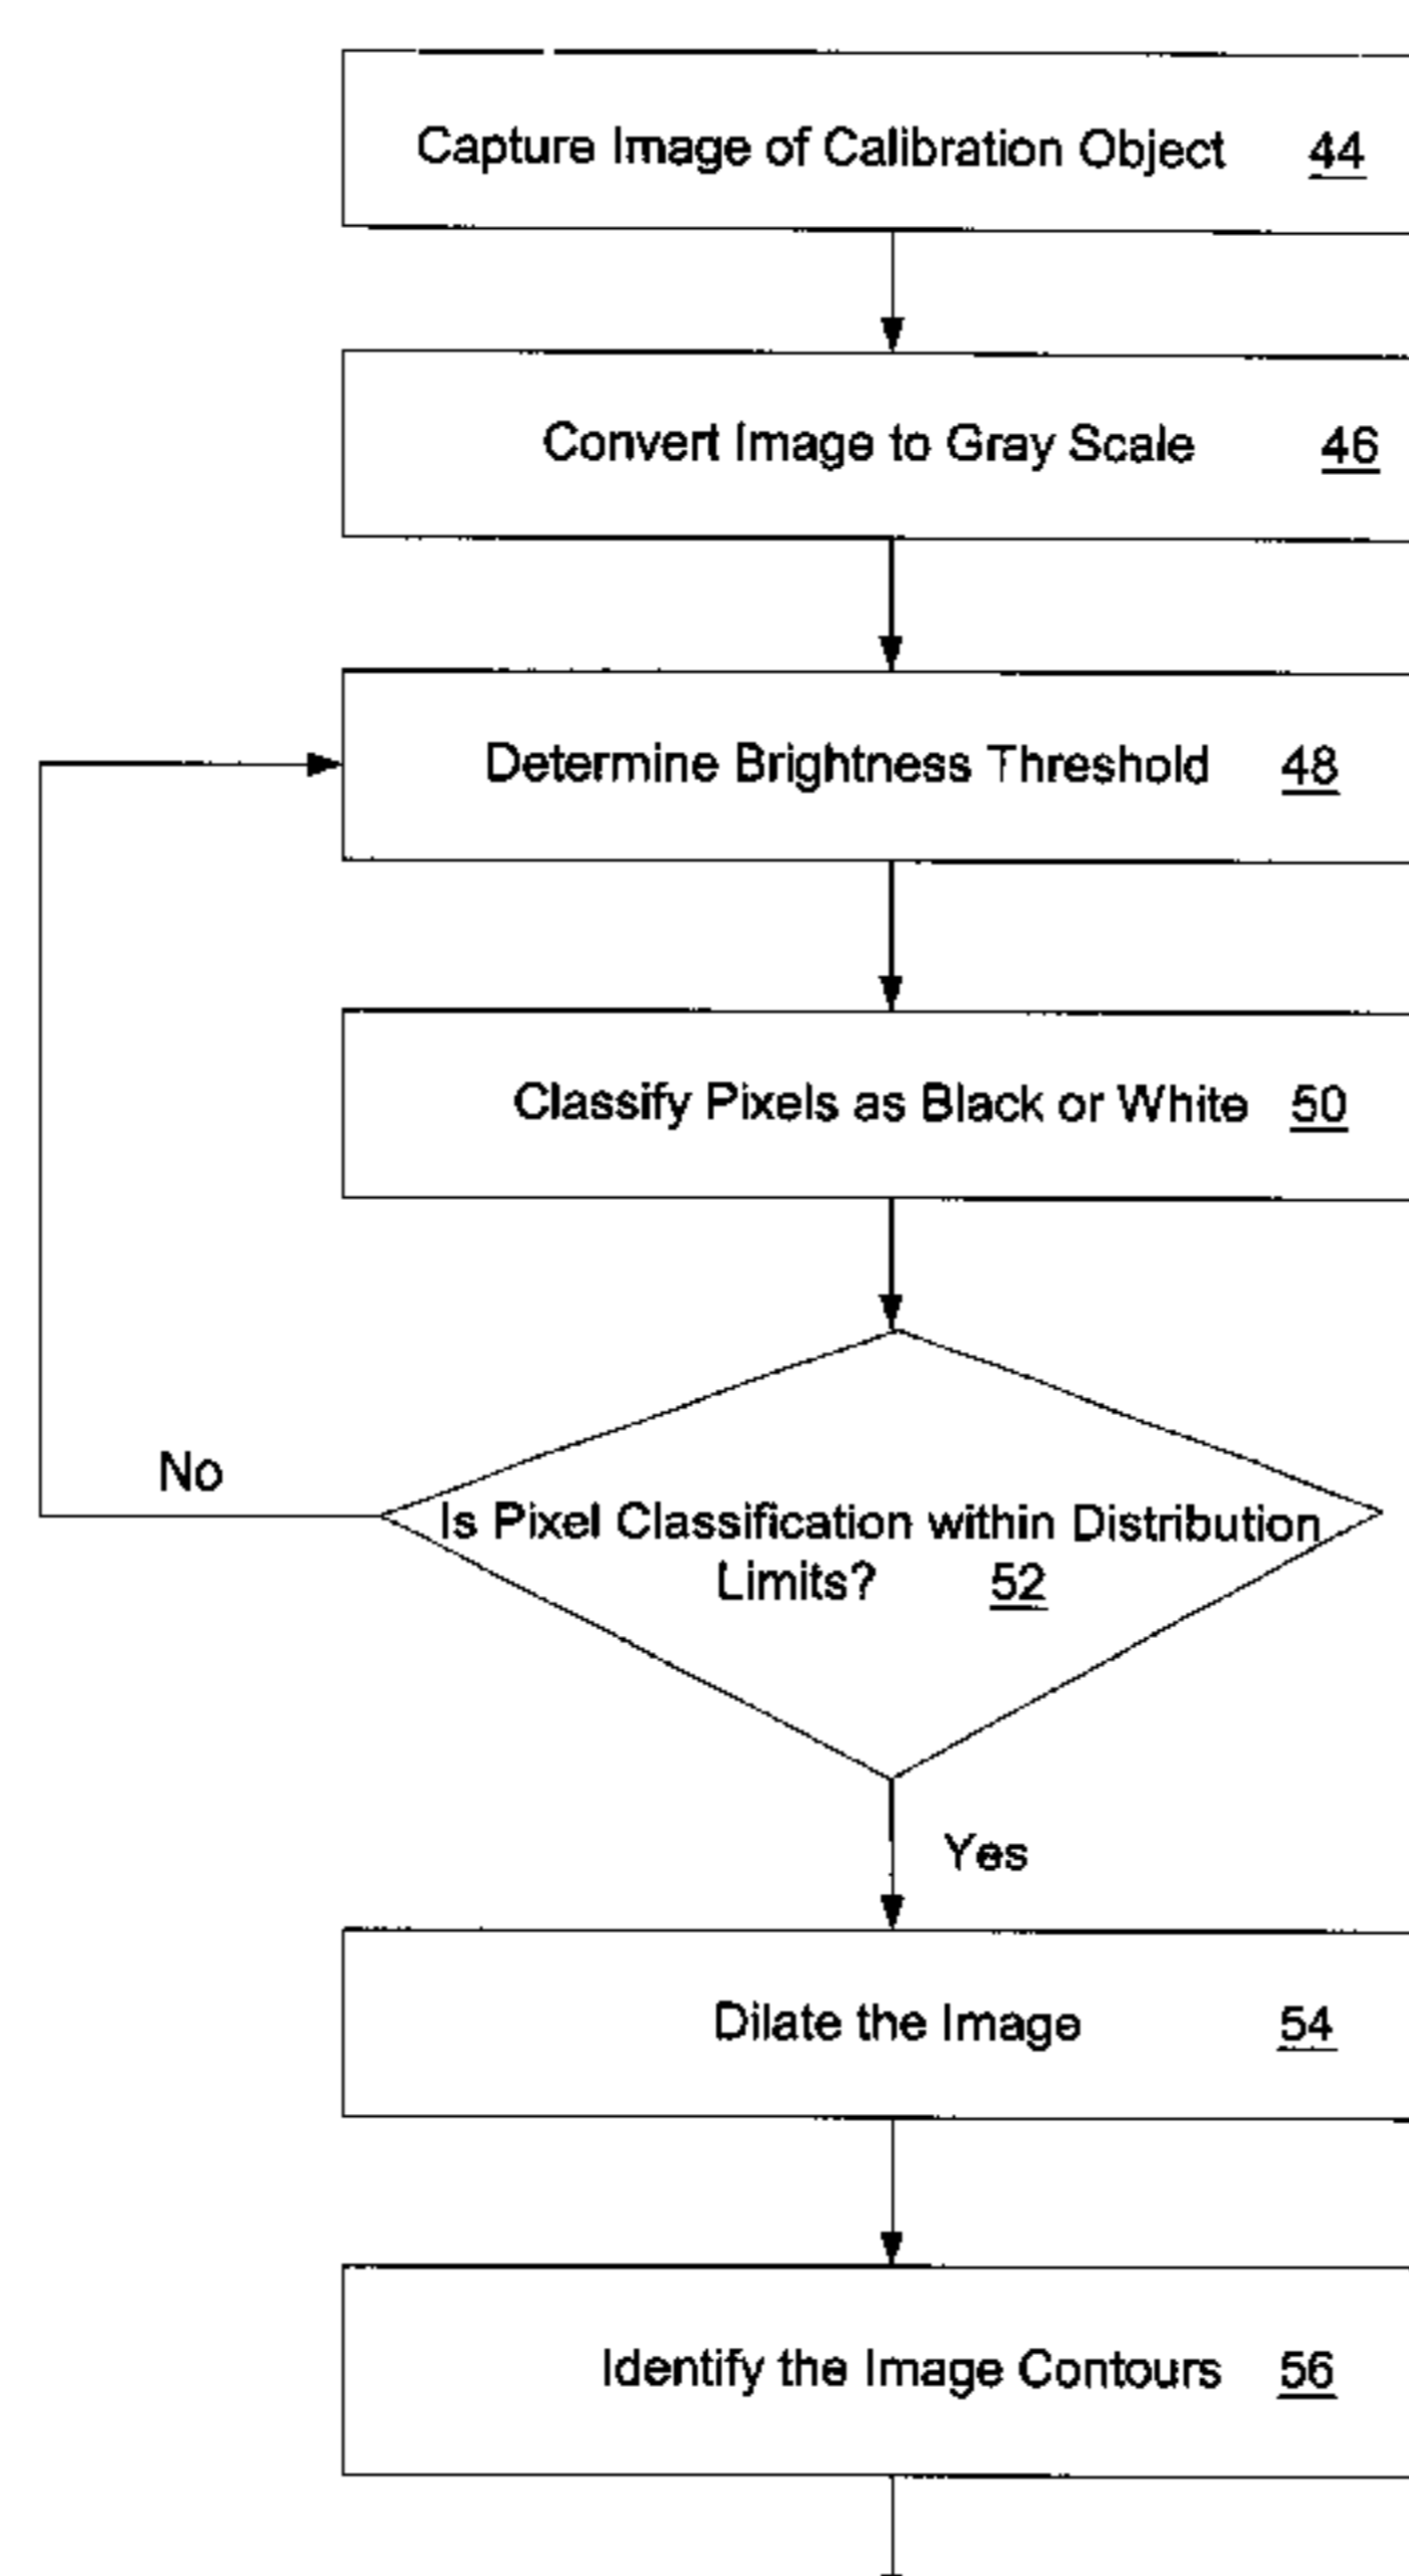 Capture Image of Calibration Object 44
Convert Image to Gray Scale 46
Determine Brightness Threshold 48
Classify Pixels as Black or White 50
No
Is Pixel Classification within Distribution
Limits? 52
Yes
Dilate the Image 54
Identify the Image Contours 56